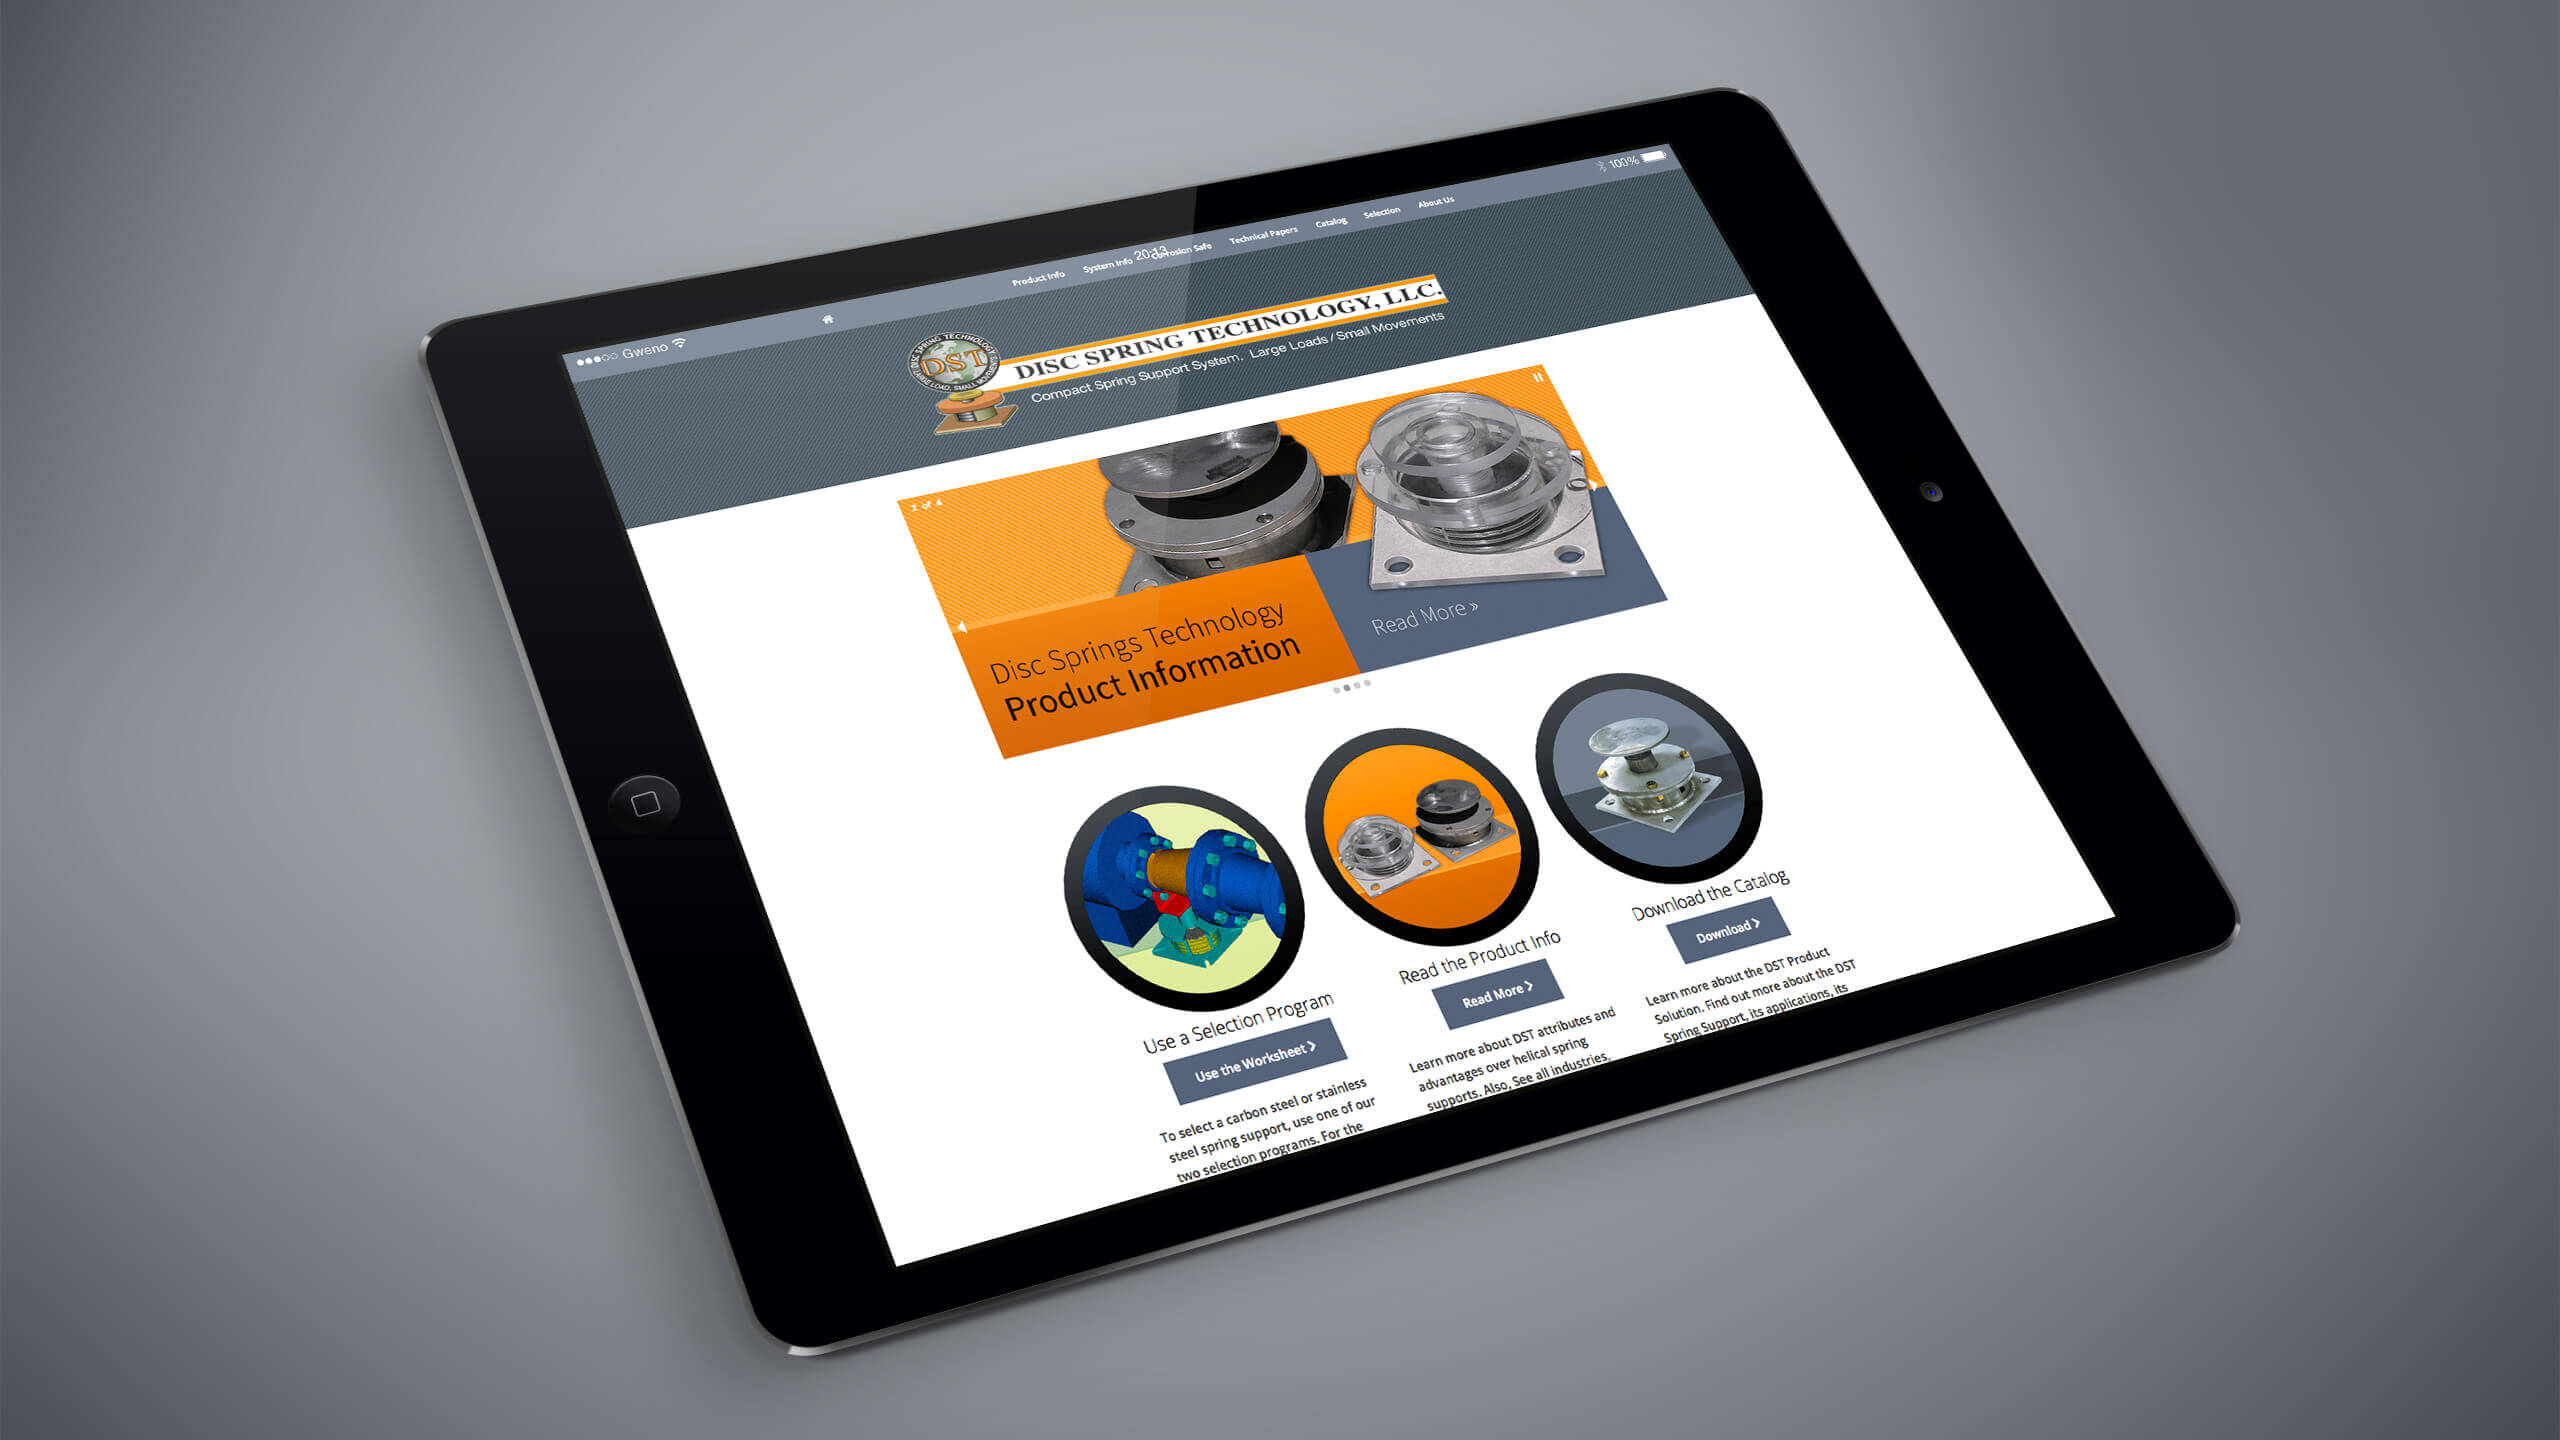 Gweno
20:13
100%
Product Info
System Info
Corrosion Safe
Technical Papers
Catalog
Selection
About Us
DISC SPRING TECHNOLOGY
DST
LARGE LOAD, SMALL MOVEMENTS
DISC SPRING TECHNOLOGY, LLC.
Compact Spring Support System. Large Loads / Small Movements
2 of 4
Disc Springs Technology
Product Information
Read More »
Use a Selection Program
Use the Worksheet
To select a carbon steel or stainless
steel spring support, use one of our
two selection programs. For the
Read the Product Info
Read More
Learn more about DST attributes and
advantages over helical spring
supports. Also, See all industries,
Download the Catalog
Download
Learn more about the DST Product
Solution. Find out more about the DST
Spring Support, its applications, its